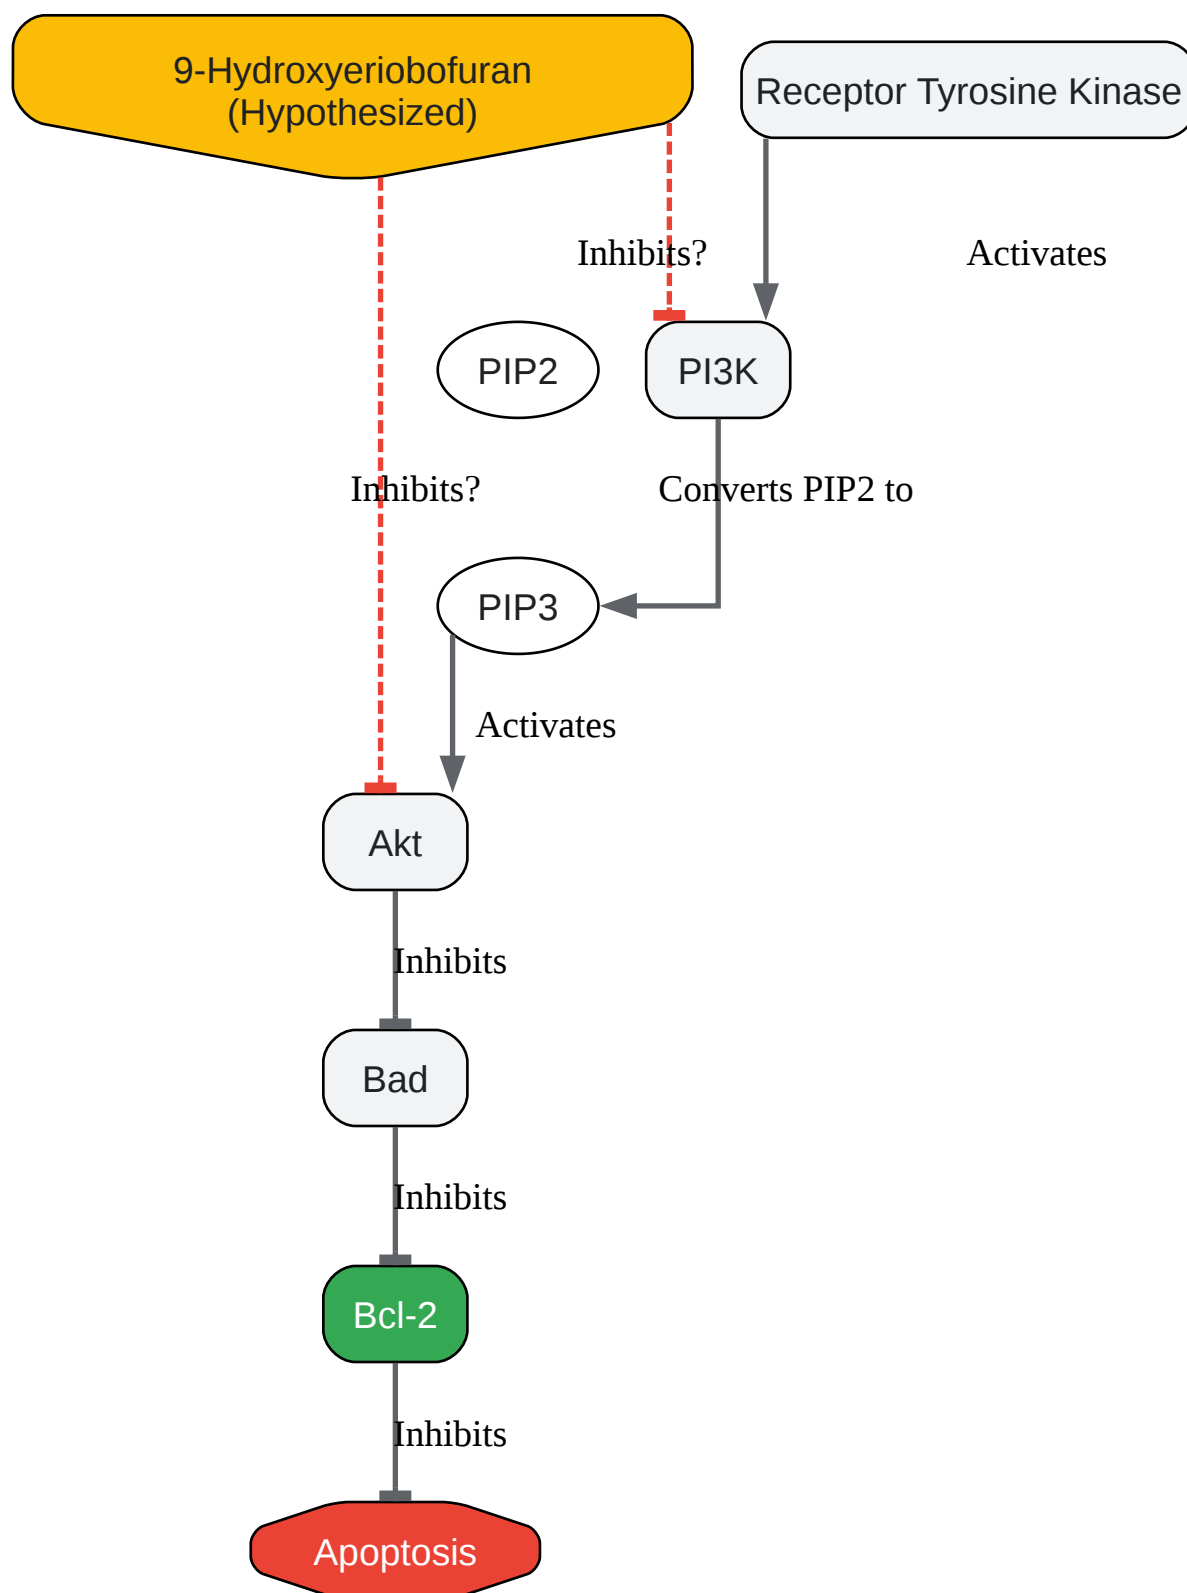 9-Hydroxyeriobofuran
(Hypothesized)
Receptor Tyrosine Kinase
Inhibits?
Activates
PIP2
PI3K
Inhibits?
Converts PIP2 to
PIP3
Activates
Akt
Inhibits
Bad
Inhibits
Bcl-2
Inhibits
Apoptosis